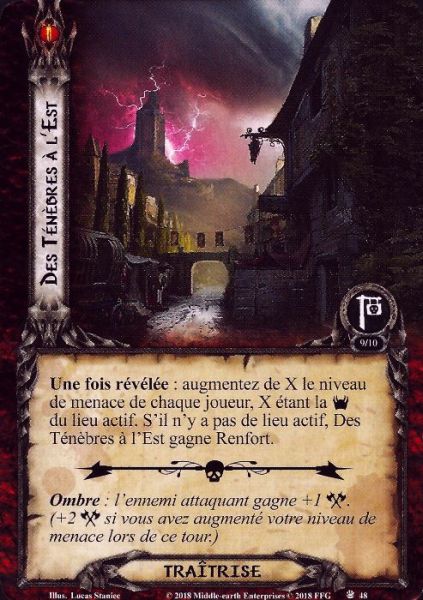 Des Ténèbres à l'Est
9/10
Une fois révélée : augmentez de X le niveau
de menace de chaque joueur, X étant la
du lieu actif. S'il n'y a pas de lieu actif, Des
Ténèbres à l'Est gagne Renfort.
Ombre : l'ennemi attaquant gagne +1 .
(+2 si vous avez augmenté votre niveau de
menace lors de ce tour.)
TRAÎTRISE
Illus. Lucas Staniec © 2018 Middle-earth Enterprises © 2018 FFG 48